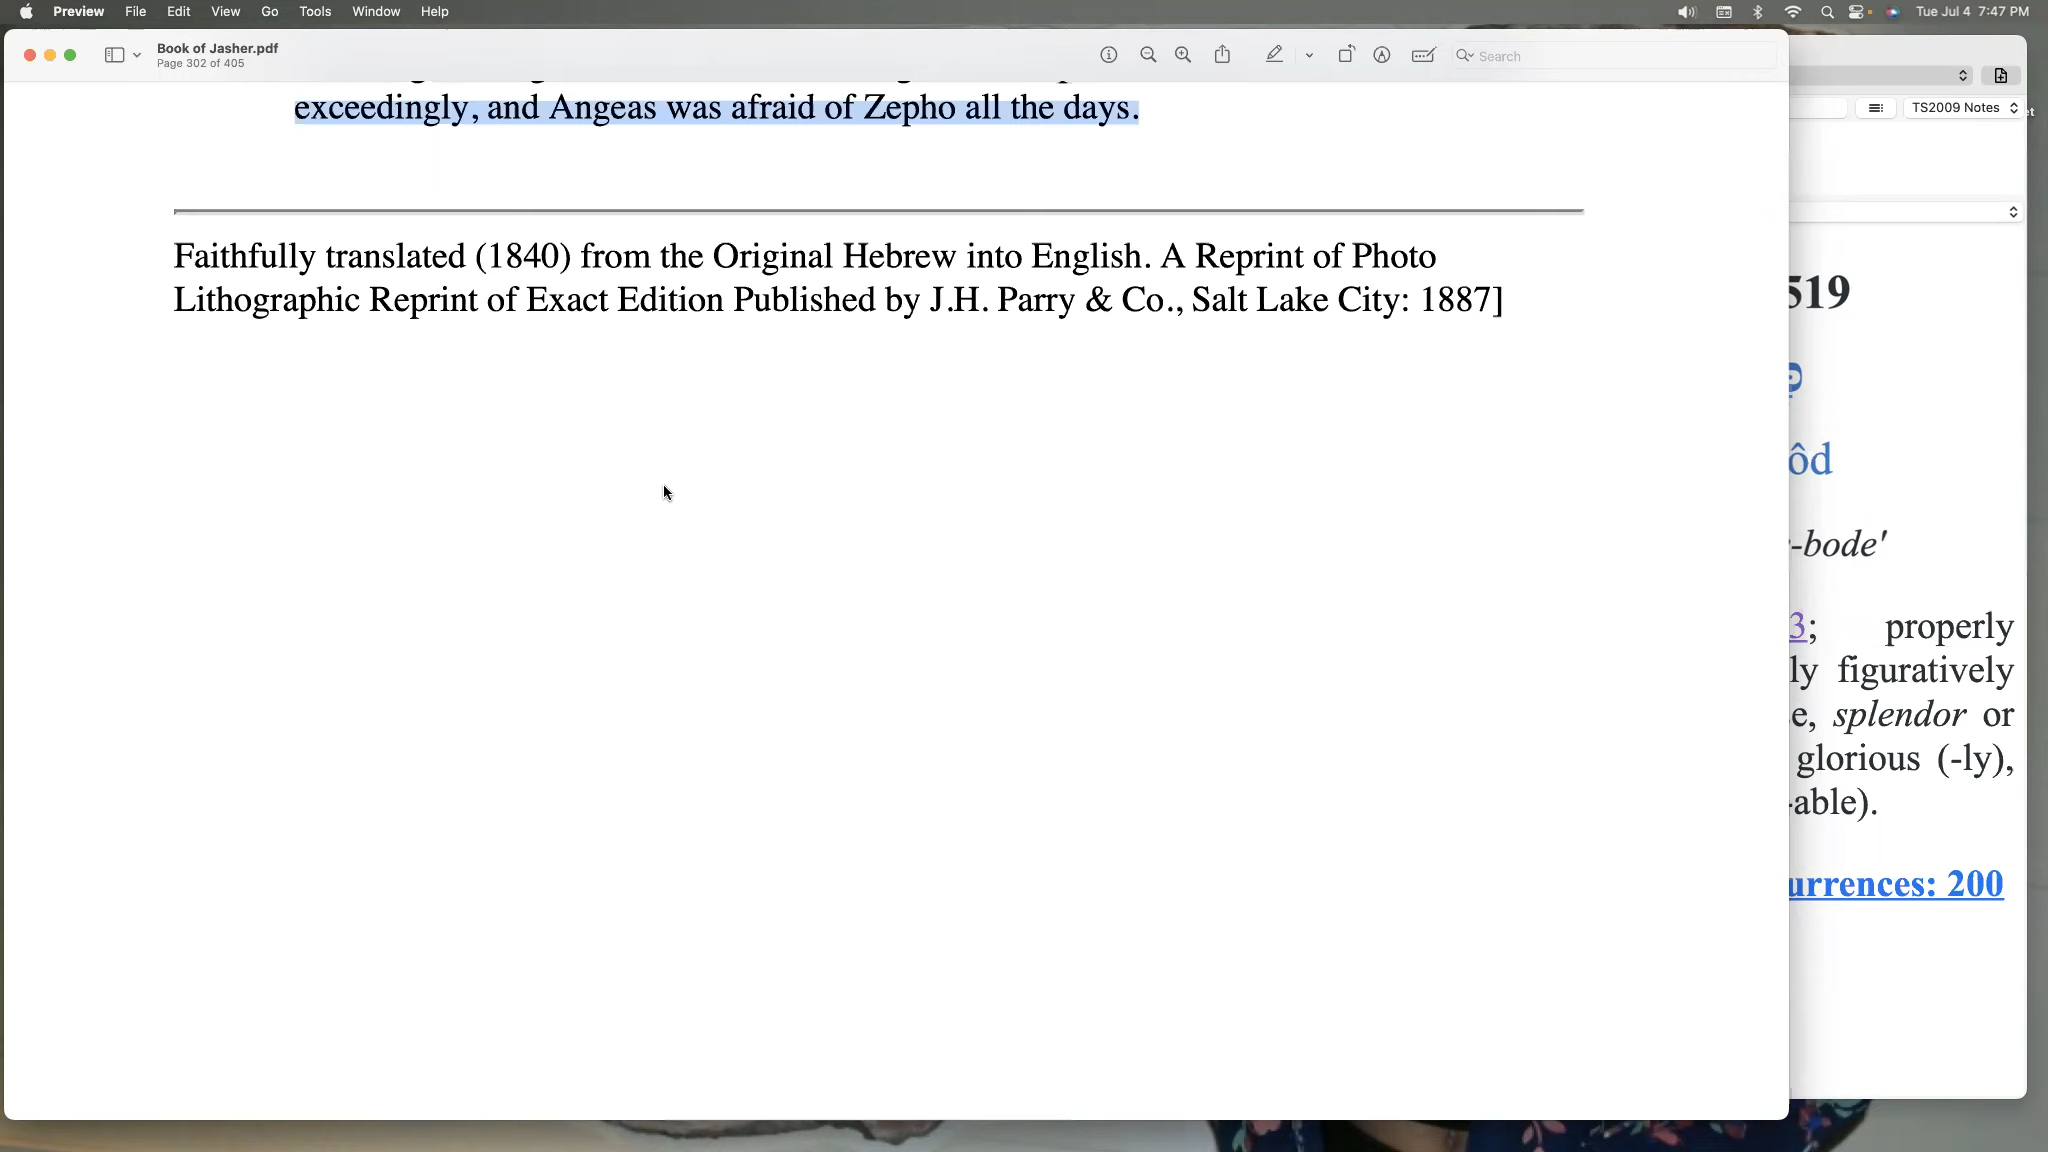 Preview File Edit View Go Tools Window Help
Tue Jul 4 7:47 PM
Book of Jasher.pdf
Page 302 of 405
Search
TS2009 Notes
exceedingly, and Angeas was afraid of Zepho all the days.
Faithfully translated (1840) from the Original Hebrew into English. A Reprint of Photo
Lithographic Reprint of Exact Edition Published by J.H. Parry & Co., Salt Lake City: 1887]
519
ôd
-bode'
3; properly
ly figuratively
e, splendor or
glorious (-ly),
-able).
urrences: 200